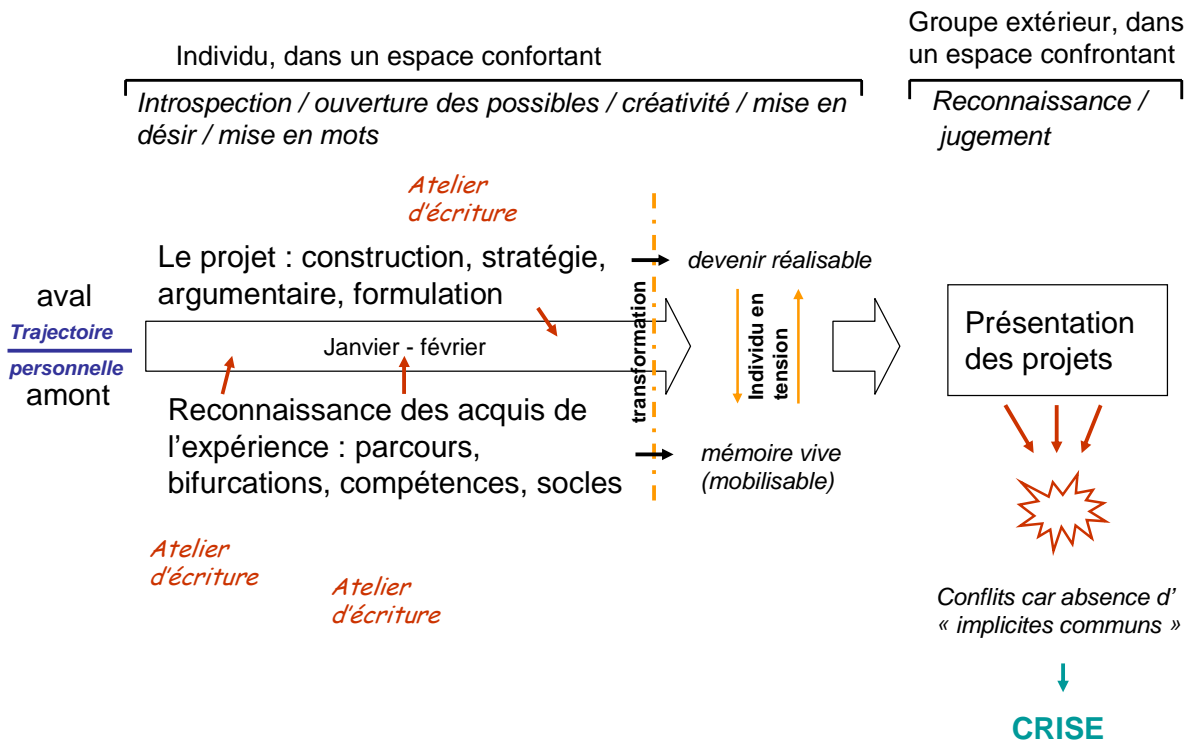 Individu, dans un espace confortant
Groupe extérieur, dans
un espace confrontant
Introspection / ouverture des possibles / créativité / mise en
désir / mise en mots
Reconnaissance /
jugement
Atelier
d'écriture
Le projet : construction, stratégie,
argumentaire, formulation
devenir réalisable
aval
Trajectoire
personnelle
amont
Janvier - février
transformation
Individu en
tension
Présentation
des projets
Reconnaissance des acquis de
l'expérience : parcours,
bifurcations, compétences, socles
mémoire vive
(mobilisable)
Atelier
d'écriture
Atelier
d'écriture
Conflits car absence d'
« implicites communs »
CRISE